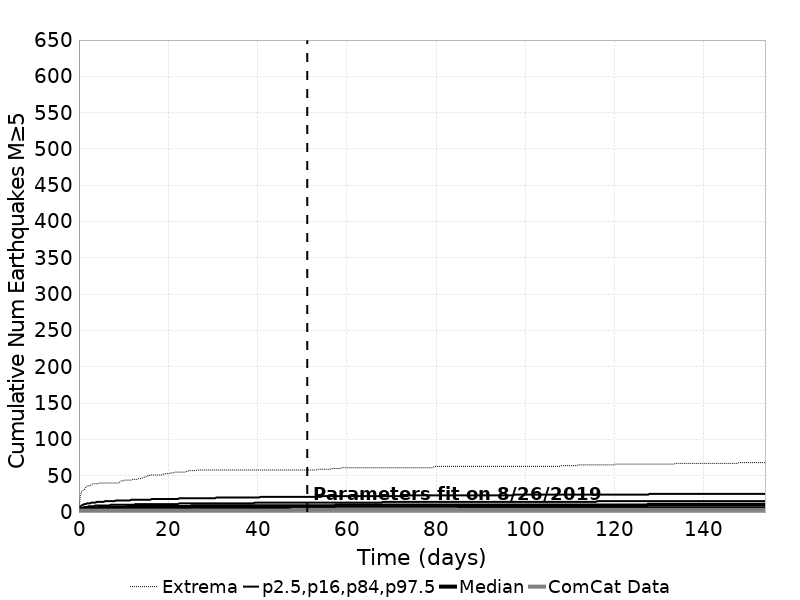 650
600
550
500
450
400
350
300
250
200
150
100
50
0
Cumulative Num Earthquakes M≥5
Parameters fit on 8/26/2019
0 20 40 60 80 100 120 140
Time (days)
Extrema p2.5,p16,p84,p97.5 Median ComCat Data